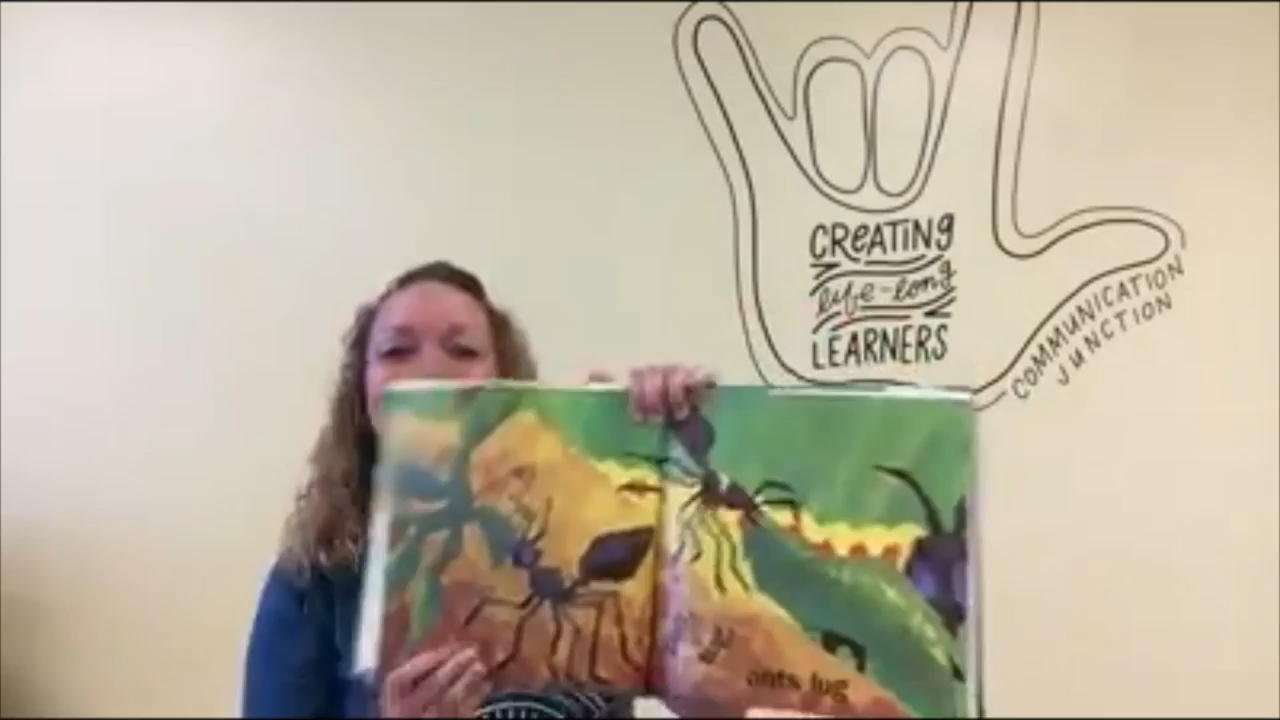 CREATING
life-long
LEARNERS
COMMUNICATION
JUNCTION
ants lug